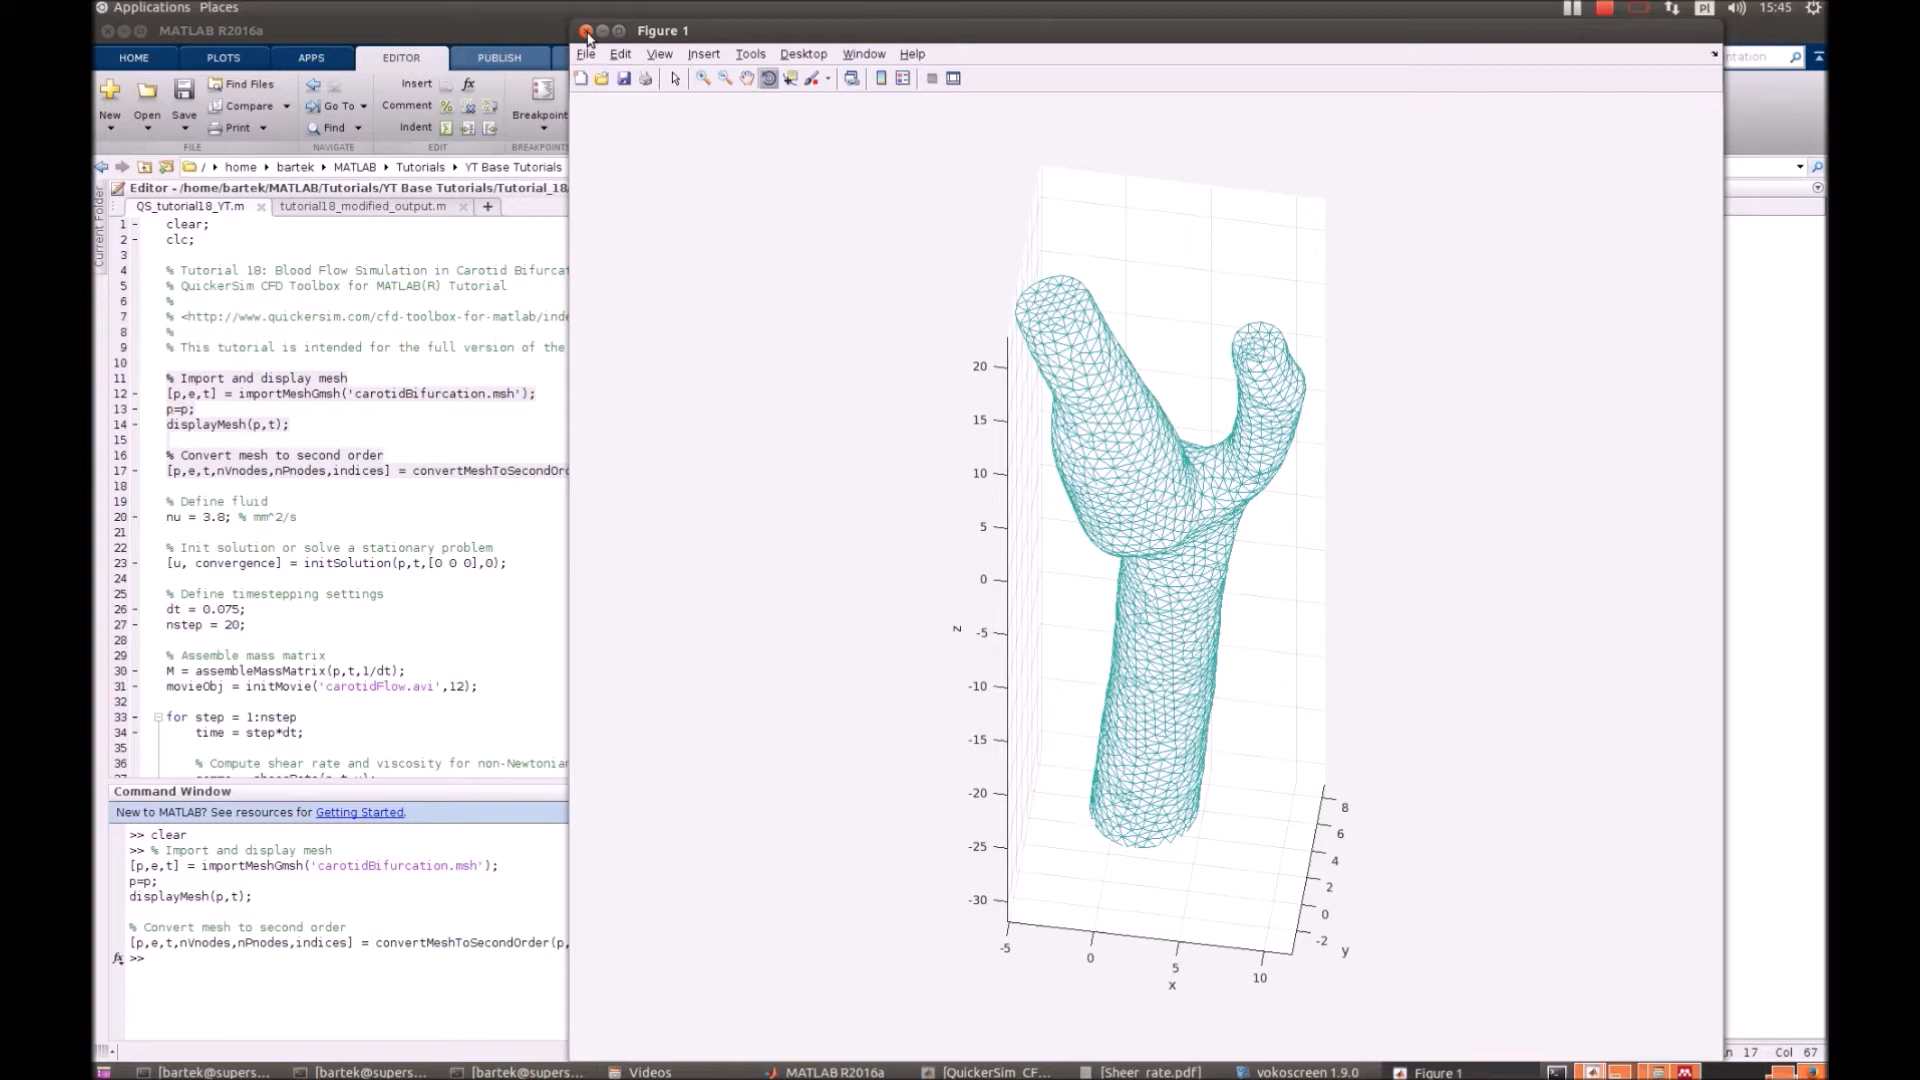 Applications Places
Pl 15:45
MATLAB R2016a
Figure 1
File Edit View Insert Tools Desktop Window Help
HOME PLOTS APPS EDITOR PUBLISH
Find Files Insert fx
Compare Go To Comment
New Open Save Print Find Indent Breakpoint
FILE NAVIGATE EDIT BREAKPOINTS
/ home bartek MATLAB Tutorials YT Base Tutorials
Current Folder
Editor - /home/bartek/MATLAB/Tutorials/YT Base Tutorials/Tutorial_18/
QS_tutorial18_YT.m tutorial18_modified_output.m +
1 - clear;
2 - clc;
3
4 % Tutorial 18: Blood Flow Simulation in Carotid Bifurcat
5 % QuickerSim CFD Toolbox for MATLAB(R) Tutorial
6 %
7 % <http://www.quickersim.com/cfd-toolbox-for-matlab/inde
8 %
9 % This tutorial is intended for the full version of the
10
11 % Import and display mesh
12 - [p,e,t] = importMeshGmsh('carotidBifurcation.msh');
13 - p=p;
14 - displayMesh(p,t);
15
16 % Convert mesh to second order
17 - [p,e,t,nVnodes,nPnodes,indices] = convertMeshToSecondOrd
18
19 % Define fluid
20 - nu = 3.8; % mm^2/s
21
22 % Init solution or solve a stationary problem
23 - [u, convergence] = initSolution(p,t,[0 0 0],0);
24
25 % Define timestepping settings
26 - dt = 0.075;
27 - nstep = 20;
28
29 % Assemble mass matrix
30 - M = assembleMassMatrix(p,t,1/dt);
31 - movieObj = initMovie('carotidFlow.avi',12);
32
33 - for step = 1:nstep
34 - time = step*dt;
35
36 % Compute shear rate and viscosity for non-Newtonian
Command Window
New to MATLAB? See resources for Getting Started.
>> clear
>> % Import and display mesh
[p,e,t] = importMeshGmsh('carotidBifurcation.msh');
p=p;
displayMesh(p,t);
% Convert mesh to second order
[p,e,t,nVnodes,nPnodes,indices] = convertMeshToSecondOrder(p,
fx >>
20
15
10
5
0
z
-5
-10
-15
-20
-25
-30
8
6
4
2
0
-2
y
-5 0 5 10
x
17 Col 67
[bartek@supers... [bartek@supers... [bartek@supers... Videos MATLAB R2016a [QuickerSim_CF... [Sheer_rate.pdf] vokoscreen 1.9.0 Figure 1